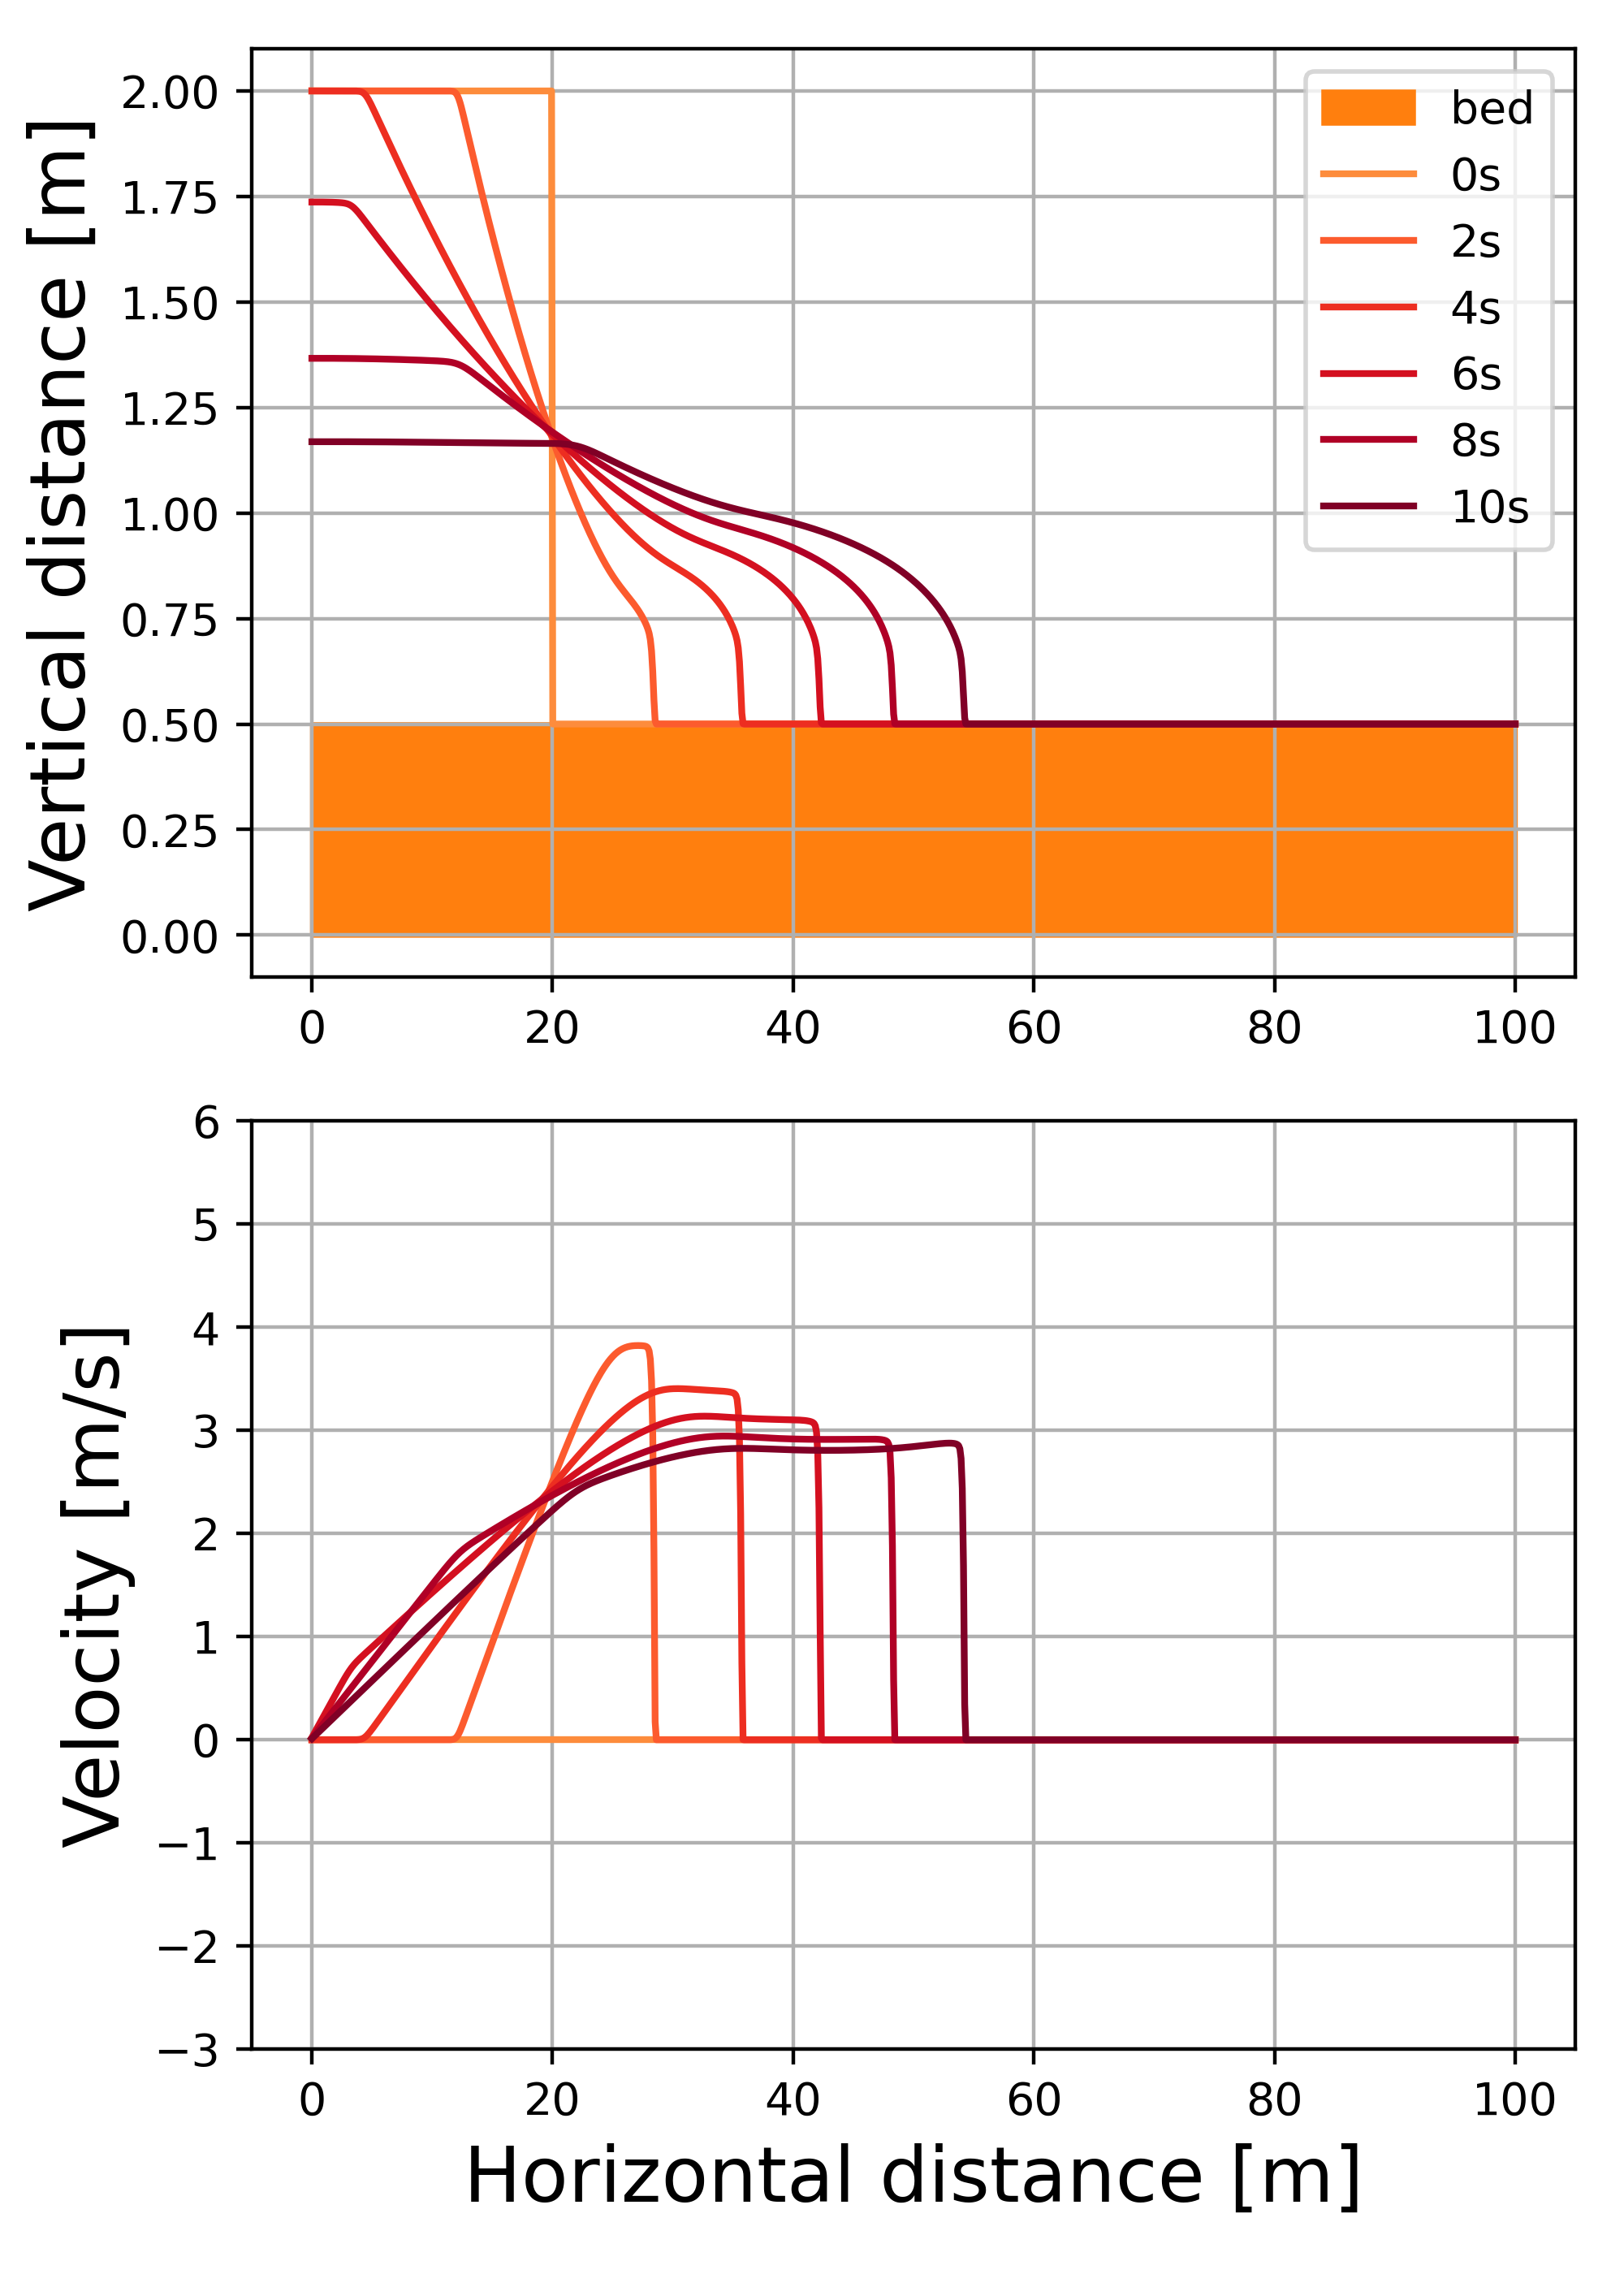 Vertical distance [m]
2.00
1.75
1.50
1.25
1.00
0.75
0.50
0.25
0.00
0 20 40 60 80 100
bed
0s
2s
4s
6s
8s
10s
Velocity [m/s]
6
5
4
3
2
1
0
−1
−2
−3
0 20 40 60 80 100
Horizontal distance [m]